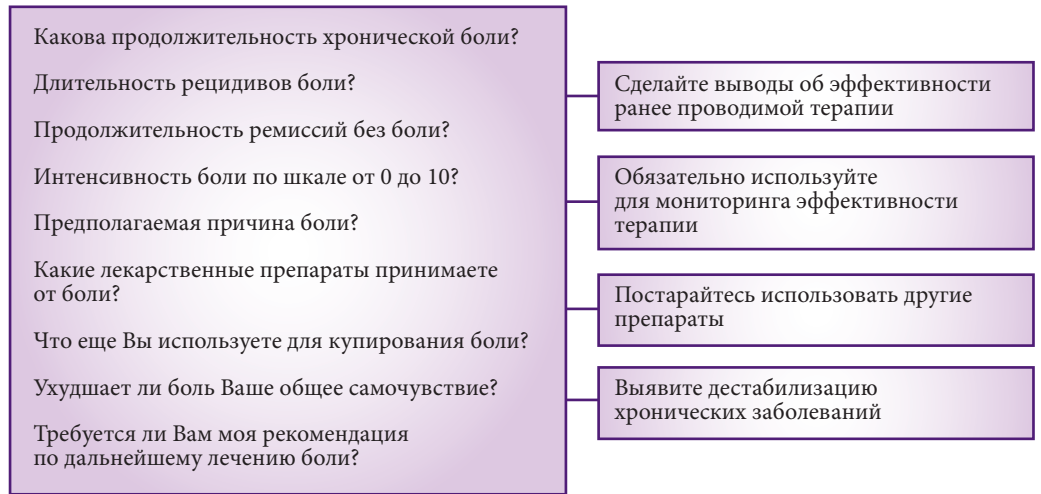 Какова продолжительность хронической боли?
Длительность рецидивов боли?
Продолжительность ремиссий без боли?
Интенсивность боли по шкале от 0 до 10?
Предполагаемая причина боли?
Какие лекарственные препараты принимаете
от боли?
Что еще Вы используете для купирования боли?
Ухудшает ли боль Ваше общее самочувствие?
Требуется ли Вам моя рекомендация
по дальнейшему лечению боли?
Сделайте выводы об эффективности
ранее проводимой терапии
Обязательно используйте
для мониторинга эффективности
терапии
Постарайтесь использовать другие
препараты
Выявите дестабилизацию
хронических заболеваний